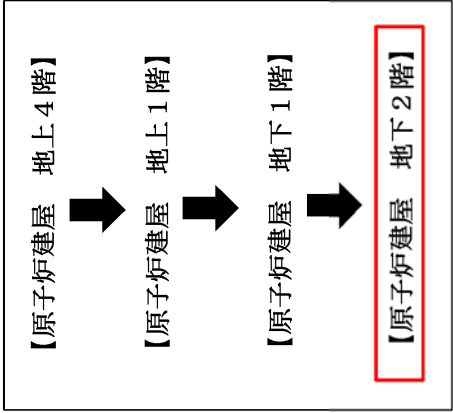 【原子炉建屋　地上４階】
【原子炉建屋　地上１階】
【原子炉建屋　地下１階】
【原子炉建屋　地下２階】